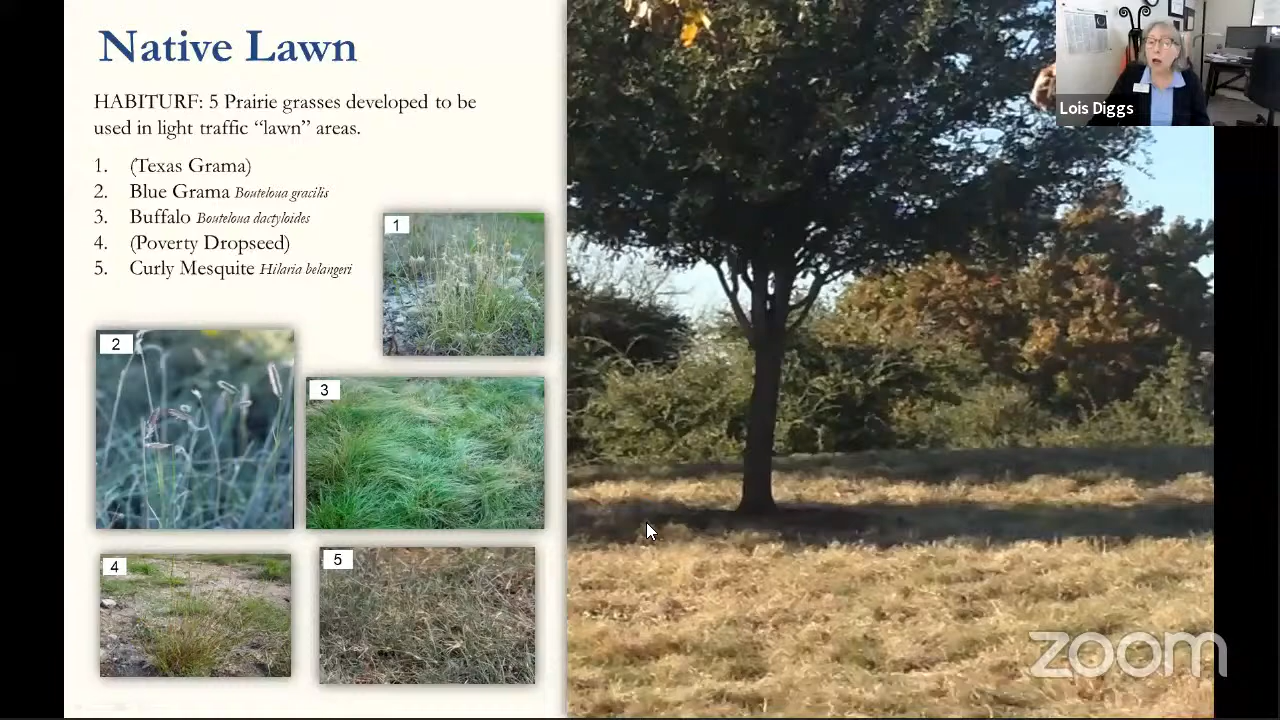 Native Lawn
HABITURF: 5 Prairie grasses developed to be
used in light traffic “lawn” areas.
1. (Texas Grama)
2. Blue Grama Bouteloua gracilis
3. Buffalo Bouteloua dactyloides
4. (Poverty Dropseed)
5. Curly Mesquite Hilaria belangeri
1
2
3
4
5
Lois Diggs
zoom